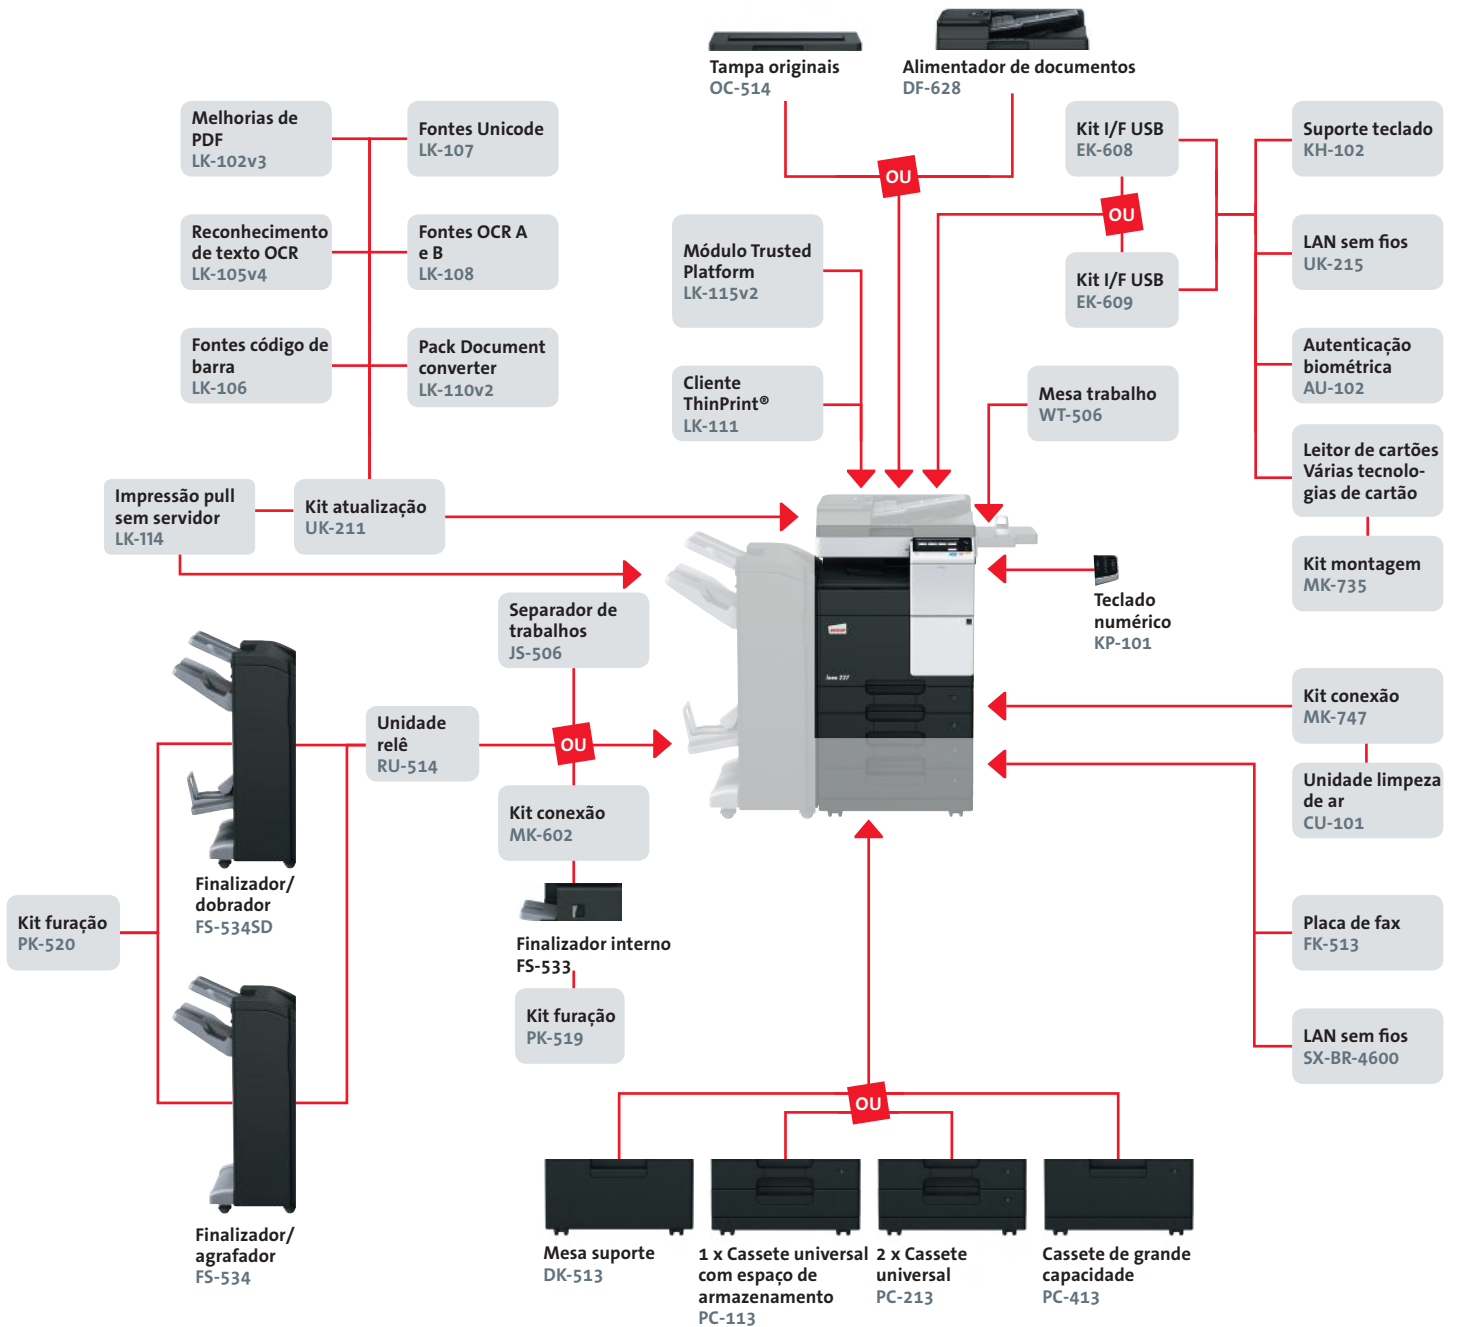 Tampa originais
OC-514
Alimentador de documentos
DF-628
Melhorias de
PDF
LK-102v3
Fontes Unicode
LK-107
Kit I/F USB
EK-608
Suporte teclado
KH-102
OU
OU
Reconhecimento
de texto OCR
LK-105v4
Fontes OCR A
e B
LK-108
Módulo Trusted
Platform
LK-115v2
Kit I/F USB
EK-609
LAN sem fios
UK-215
Fontes código de
barra
LK-106
Pack Document
converter
LK-110v2
Cliente
ThinPrint®
LK-111
Mesa trabalho
WT-506
Autenticação
biométrica
AU-102
Leitor de cartões
Várias tecnolo-
gias de cartão
Impressão pull
sem servidor
LK-114
Kit atualização
UK-211
Kit montagem
MK-735
Teclado
numérico
KP-101
Separador de
trabalhos
JS-506
ineo 227
Kit conexão
MK-747
Unidade
relê
RU-514
OU
Unidade limpeza
de ar
CU-101
Kit conexão
MK-602
Finalizador/
dobrador
FS-534SD
Kit furação
PK-520
Finalizador interno
FS-533
Placa de fax
FK-513
Kit furação
PK-519
LAN sem fios
SX-BR-4600
OU
Finalizador/
agrafador
FS-534
Mesa suporte
DK-513
1 x Cassete universal
com espaço de
armazenamento
PC-113
2 x Cassete
universal
PC-213
Cassete de grande
capacidade
PC-413